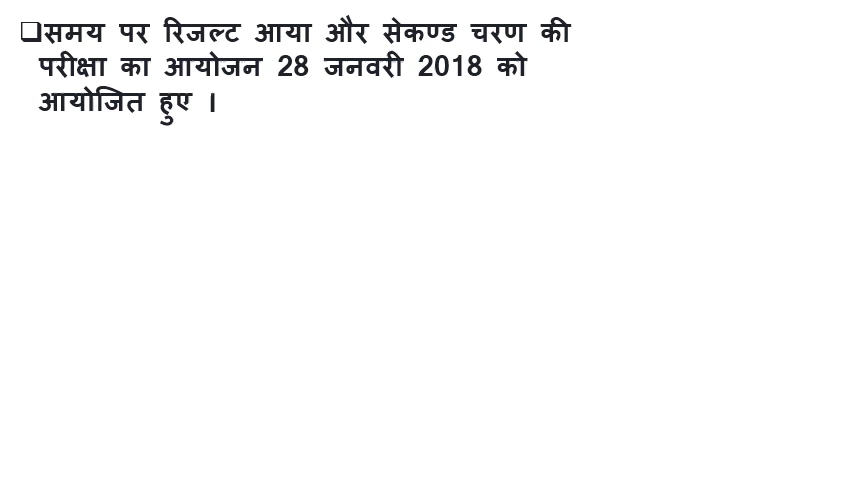 ❑समय पर रिजल्ट आया और सेकण्ड चरण की
परीक्षा का आयोजन 28 जनवरी 2018 को
आयोजित हुए ।